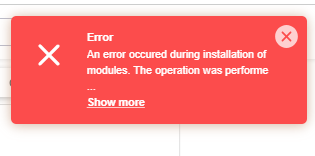 Error
An error occured during installation of
modules. The operation was performe
...
Show more